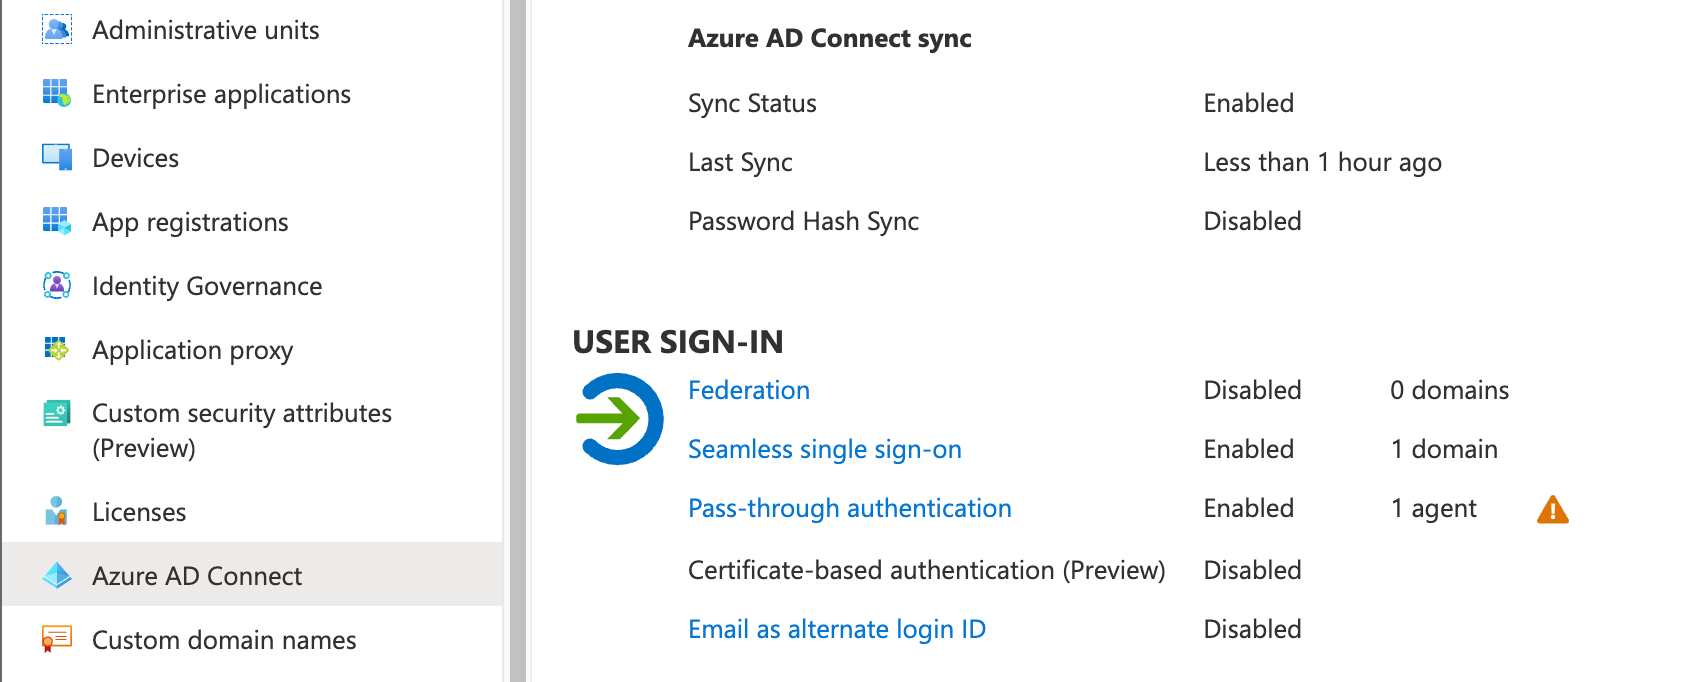 Administrative units
Enterprise applications
Devices
App registrations
Identity Governance
Application proxy
Custom security attributes
(Preview)
Licenses
Azure AD Connect
Custom domain names
Azure AD Connect sync
Sync Status Enabled
Last Sync Less than 1 hour ago
Password Hash Sync Disabled
USER SIGN-IN
Federation Disabled 0 domains
Seamless single sign-on Enabled 1 domain
Pass-through authentication Enabled 1 agent
Certificate-based authentication (Preview) Disabled
Email as alternate login ID Disabled